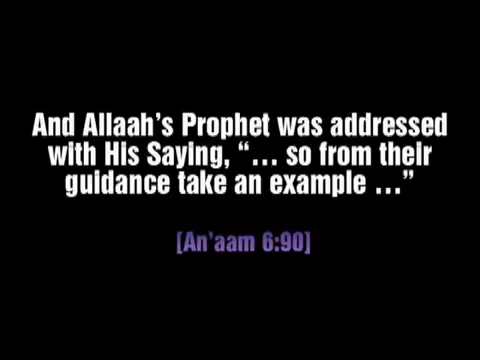 And Allaah's Prophet was addressed
with His Saying, "... so from their
guidance take an example ..."
[An'aam 6:90]